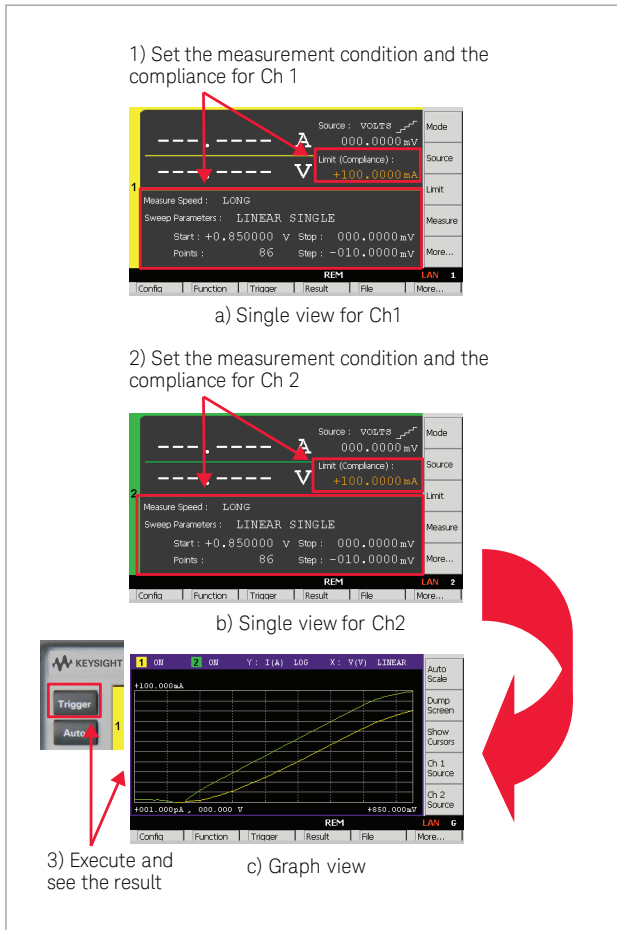 1) Set the measurement condition and the
compliance for Ch 1
Source : VOLTS
---.---- A 000.0000mV
Limit (Compliance) :
---.---- V +100.0000mA
1
Measure Speed : LONG
Sweep Parameters : LINEAR SINGLE
Start : +0.850000 V Stop : 000.0000mV
Points : 86 Step : -010.0000mV
Mode
Source
Limit
Measure
More...
REM LAN 1
Config Function Trigger Result File More...
a) Single view for Ch1
2) Set the measurement condition and the
compliance for Ch 2
Source : VOLTS
---.---- A 000.0000mV
Limit (Compliance) :
---.---- V +100.0000mA
2
Measure Speed : LONG
Sweep Parameters : LINEAR SINGLE
Start : +0.850000 V Stop : 000.0000mV
Points : 86 Step : -010.0000mV
Mode
Source
Limit
Measure
More...
REM LAN 2
Config Function Trigger Result File More...
b) Single view for Ch2
KEYSIGHT
Trigger
Auto
1
1 ON 2 ON Y : I(A) LOG X : V(V) LINEAR
+100.000mA
+001.000pA , 000.000 V +850.000mV
Auto
Scale
Dump
Screen
Show
Cursors
Ch 1
Source
Ch 2
Source
REM LAN G
Config Function Trigger Result File More...
3) Execute and
see the result
c) Graph view